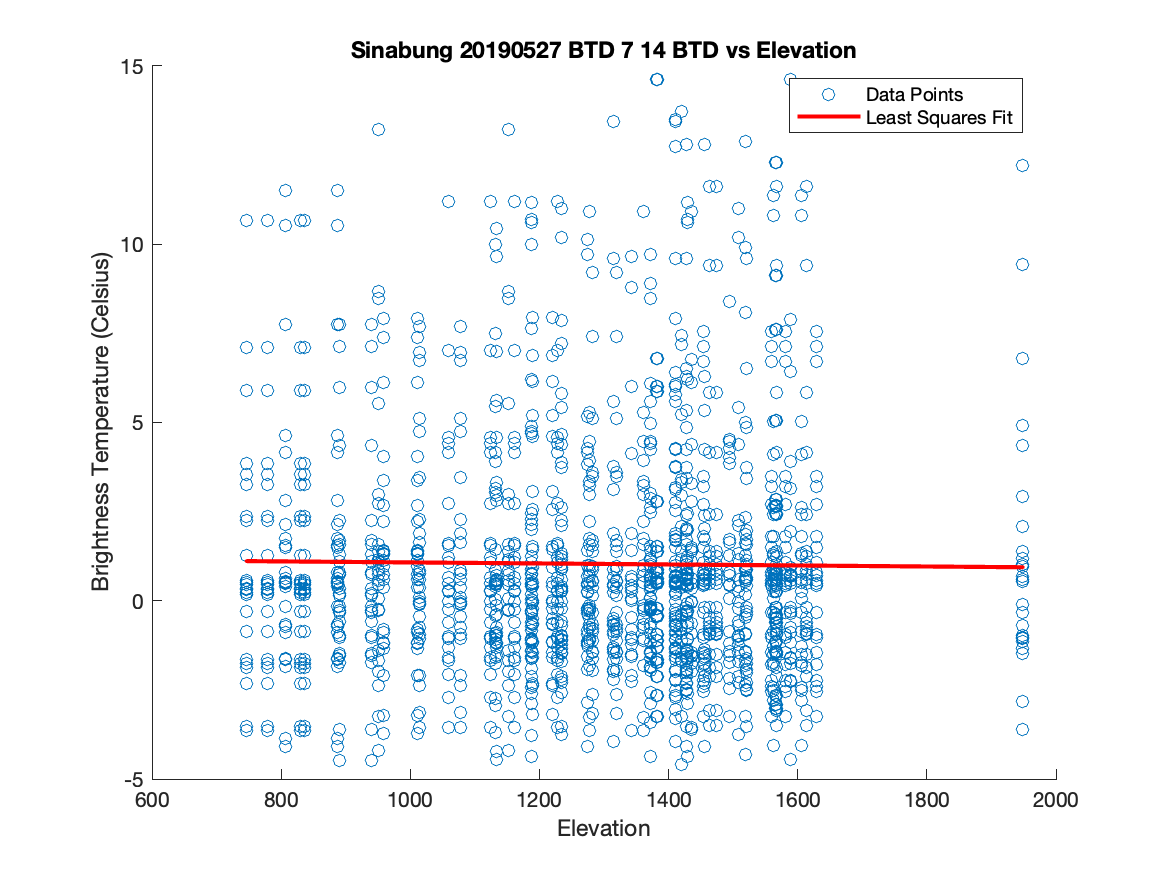 Sinabung 20190527 BTD 7 14 BTD vs Elevation
Data Points
Least Squares Fit
Brightness Temperature (Celsius)
15
10
5
0
-5
600 800 1000 1200 1400 1600 1800 2000
Elevation